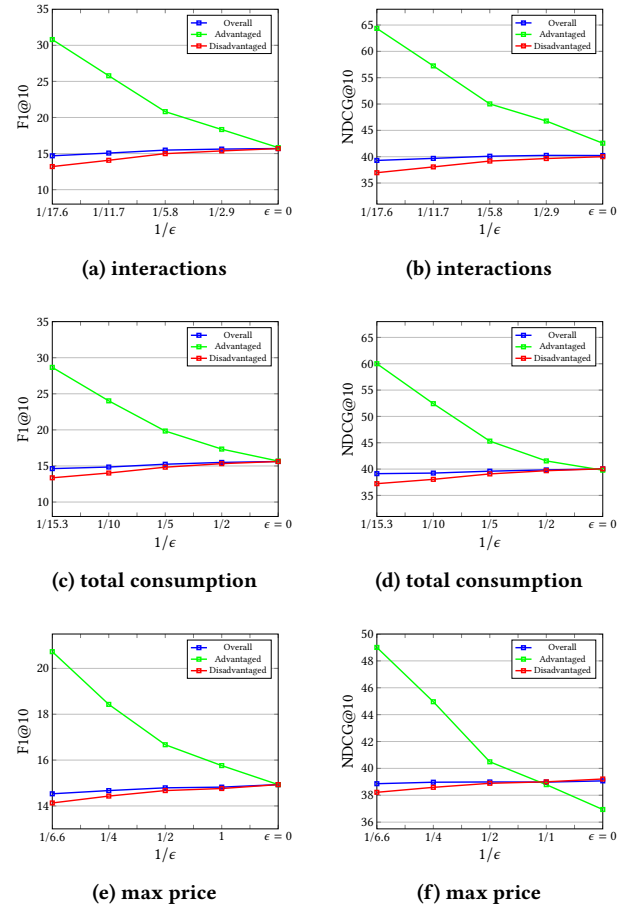 35
30
25
20
15
10
F1@10
Overall
Advantaged
Disadvantaged
1/17.6 1/11.7 1/5.8 1/2.9 ϵ = 0
1/ϵ
(a) interactions
65
60
55
50
45
40
35
NDCG@10
Overall
Advantaged
Disadvantaged
1/17.6 1/11.7 1/5.8 1/2.9 ϵ = 0
1/ϵ
(b) interactions
35
30
25
20
15
10
F1@10
Overall
Advantaged
Disadvantaged
1/15.3 1/10 1/5 1/2 ϵ = 0
1/ϵ
(c) total consumption
65
60
55
50
45
40
35
NDCG@10
Overall
Advantaged
Disadvantaged
1/15.3 1/10 1/5 1/2 ϵ = 0
1/ϵ
(d) total consumption
20
18
16
14
F1@10
Overall
Advantaged
Disadvantaged
1/6.6 1/4 1/2 1 ϵ = 0
1/ϵ
(e) max price
50
48
46
44
42
40
38
36
NDCG@10
Overall
Advantaged
Disadvantaged
1/6.6 1/4 1/2 1/1 ϵ = 0
1/ϵ
(f) max price